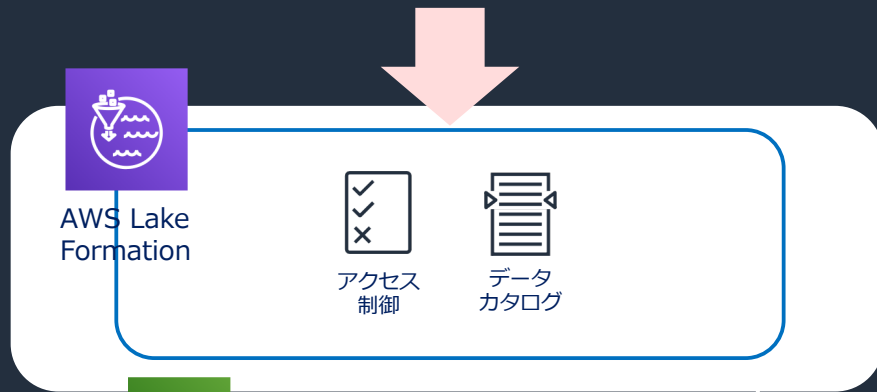 AWS Lake
Formation
アクセス
制御
データ
カタログ